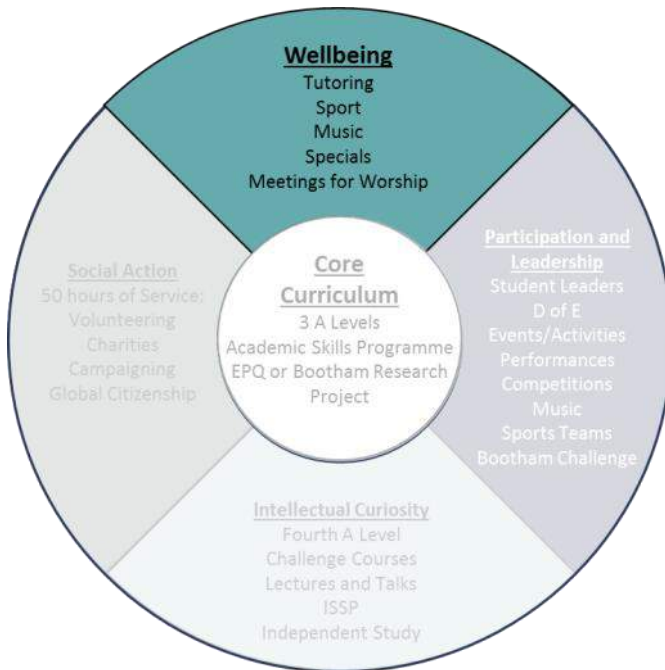 Wellbeing
Tutoring
Sport
Music
Specials
Meetings for Worship
Social Action
50 hours of Service:
Volunteering
Charities
Campaigning
Global Citizenship
Core
Curriculum
3 A Levels
Academic Skills Programme
EPQ or Bootham Research
Project
Participation and
Leadership
Student Leaders
D of E
Events/Activities
Performances
Competitions
Music
Sports Teams
Bootham Challenge
Intellectual Curiosity
Fourth A Level
Challenge Courses
Lectures and Talks
ISSP
Independent Study